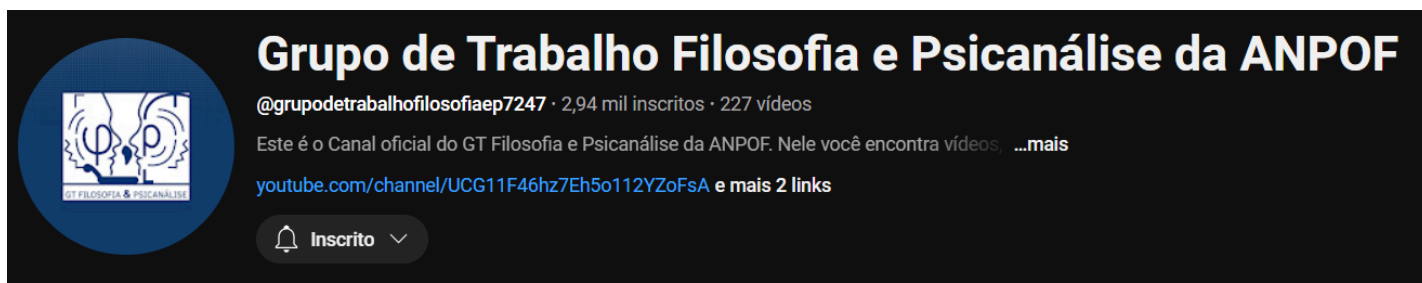 Grupo de Trabalho Filosofia e Psicanálise da ANPOF
@grupodetrabalhofilosofiaep7247 · 2,94 mil inscritos · 227 vídeos
Este é o Canal oficial do GT Filosofia e Psicanálise da ANPOF. Nele você encontra vídeos, ...mais
youtube.com/channel/UCG11F46hz7Eh5o112YZoFsA e mais 2 links
Inscrito
φ
GT FILOSOFIA & PSICANÁLISE